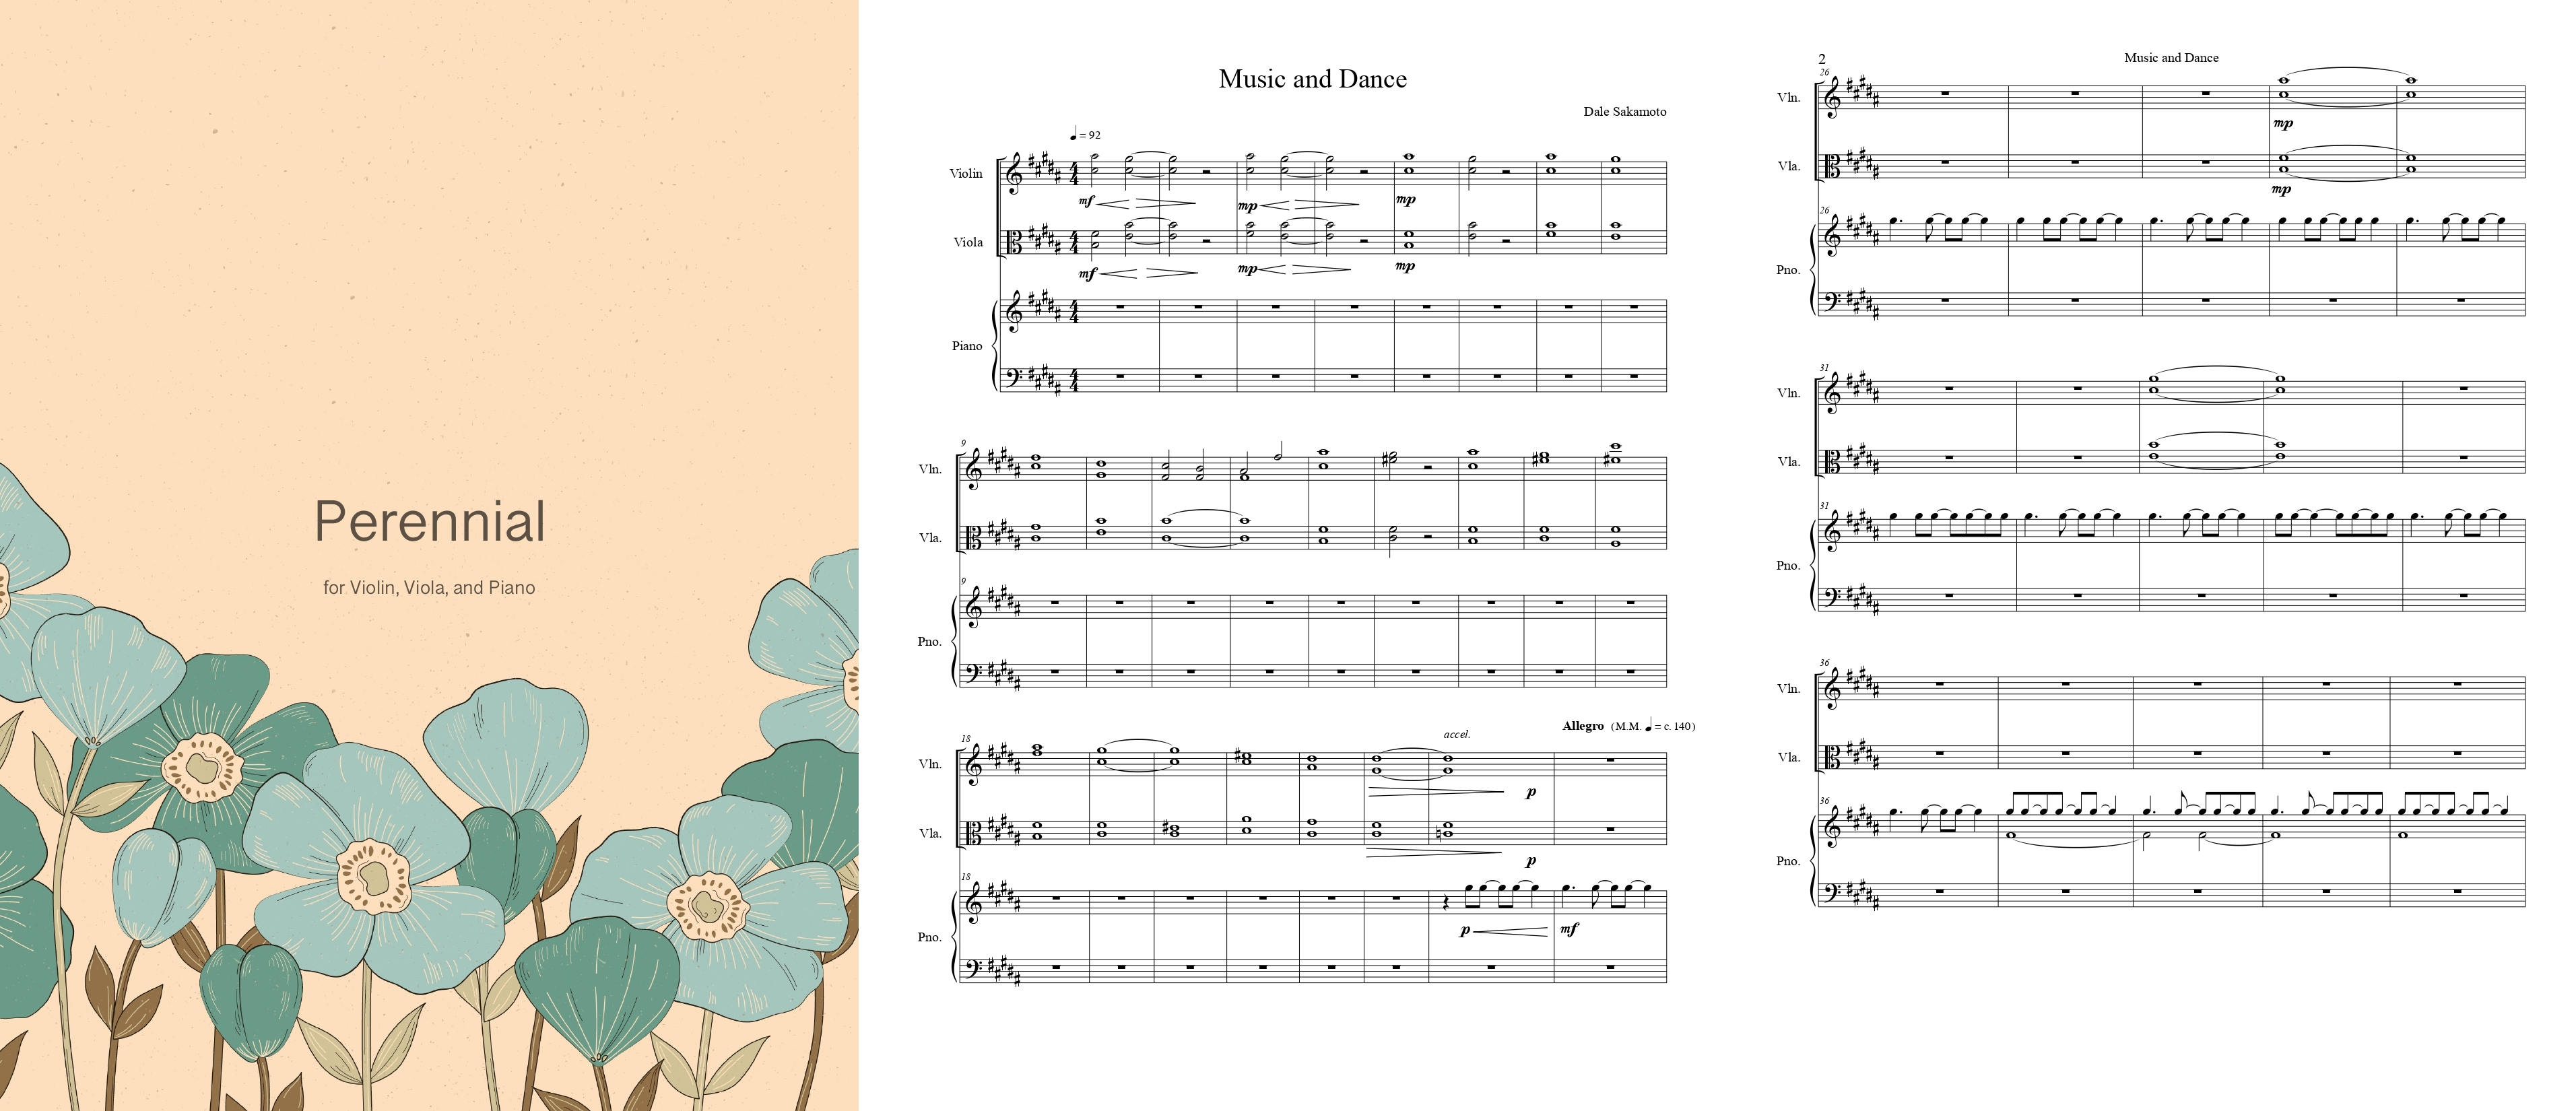 Perennial
for Violin, Viola, and Piano
Music and Dance
Dale Sakamoto
= 92
Violin
mf
mp
mp
Viola
mf
mp
mp
Piano
9
Vln.
Vla.
9
Pno.
accel.
Allegro (M.M. = c. 140)
18
Vln.
p
Vla.
p
18
p
mf
Pno.
2
Music and Dance
26
Vln.
mp
Vla.
mp
26
Pno.
31
Vln.
Vla.
31
Pno.
36
Vln.
Vla.
36
Pno.